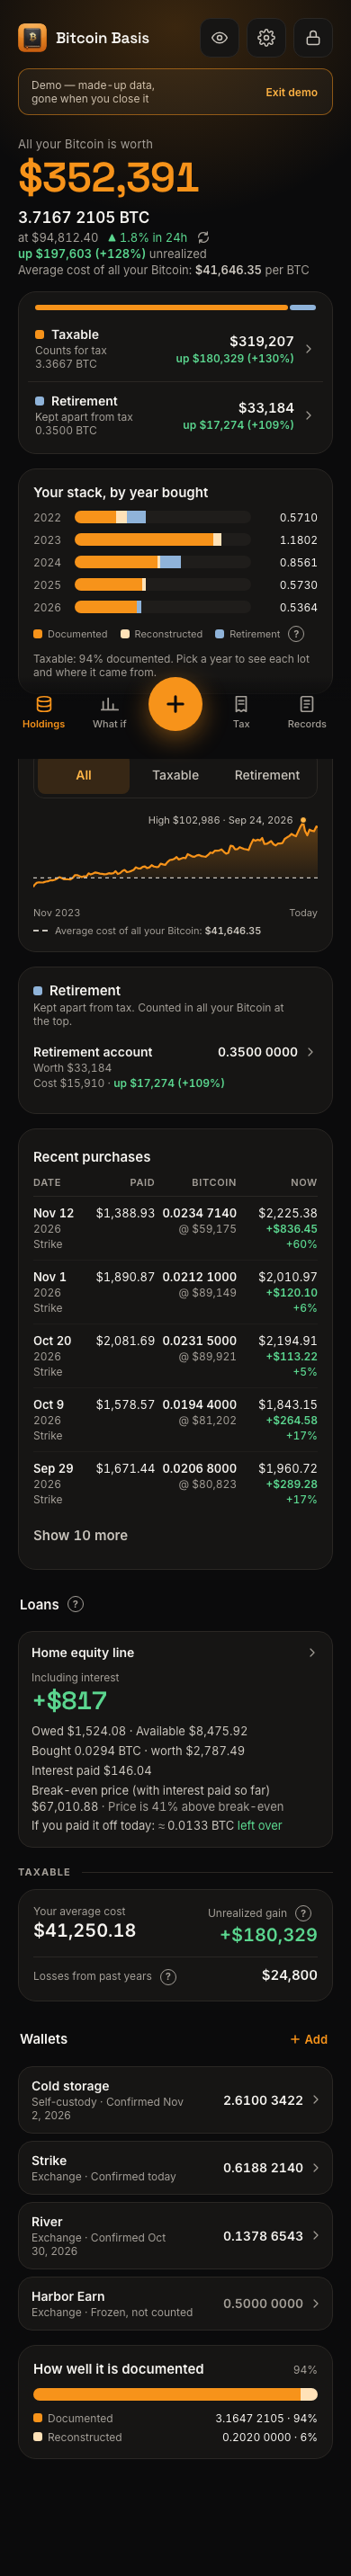 Bitcoin Basis
Demo — made-up data,
gone when you close it
Exit demo
All your Bitcoin is worth
$352,391
3.7167 2105 BTC
at $94,812.40 ▲ 1.8% in 24h
up $197,603 (+128%) unrealized
Average cost of all your Bitcoin: $41,646.35 per BTC
Taxable
Counts for tax
3.3667 BTC
$319,207
up $180,329 (+130%)
Retirement
Kept apart from tax
0.3500 BTC
$33,184
up $17,274 (+109%)
Your stack, by year bought
2022 0.5710
2023 1.1802
2024 0.8561
2025 0.5730
2026 0.5364
Documented Reconstructed Retirement ?
Taxable: 94% documented. Pick a year to see each lot
and where it came from.
Holdings What if + Tax Records
All Taxable Retirement
High $102,986 · Sep 24, 2026
Nov 2023 Today
Average cost of all your Bitcoin: $41,646.35
Retirement
Kept apart from tax. Counted in all your Bitcoin at
the top.
Retirement account 0.3500 0000
Worth $33,184
Cost $15,910 · up $17,274 (+109%)
Recent purchases
DATE PAID BITCOIN NOW
Nov 12 $1,388.93 0.0234 7140 $2,225.38
2026 @ $59,175 +$836.45
Strike +60%
Nov 1 $1,890.87 0.0212 1000 $2,010.97
2026 @ $89,149 +$120.10
Strike +6%
Oct 20 $2,081.69 0.0231 5000 $2,194.91
2026 @ $89,921 +$113.22
Strike +5%
Oct 9 $1,578.57 0.0194 4000 $1,843.15
2026 @ $81,202 +$264.58
Strike +17%
Sep 29 $1,671.44 0.0206 8000 $1,960.72
2026 @ $80,823 +$289.28
Strike +17%
Show 10 more
Loans ?
Home equity line
Including interest
+$817
Owed $1,524.08 · Available $8,475.92
Bought 0.0294 BTC · worth $2,787.49
Interest paid $146.04
Break-even price (with interest paid so far)
$67,010.88 · Price is 41% above break-even
If you paid it off today: ≈ 0.0133 BTC left over
TAXABLE
Your average cost
$41,250.18
Unrealized gain ?
+$180,329
Losses from past years ? $24,800
Wallets + Add
Cold storage
Self-custody · Confirmed Nov
2, 2026
2.6100 3422
Strike
Exchange · Confirmed today
0.6188 2140
River
Exchange · Confirmed Oct
30, 2026
0.1378 6543
Harbor Earn
Exchange · Frozen, not counted
0.5000 0000
How well it is documented 94%
Documented 3.1647 2105 · 94%
Reconstructed 0.2020 0000 · 6%